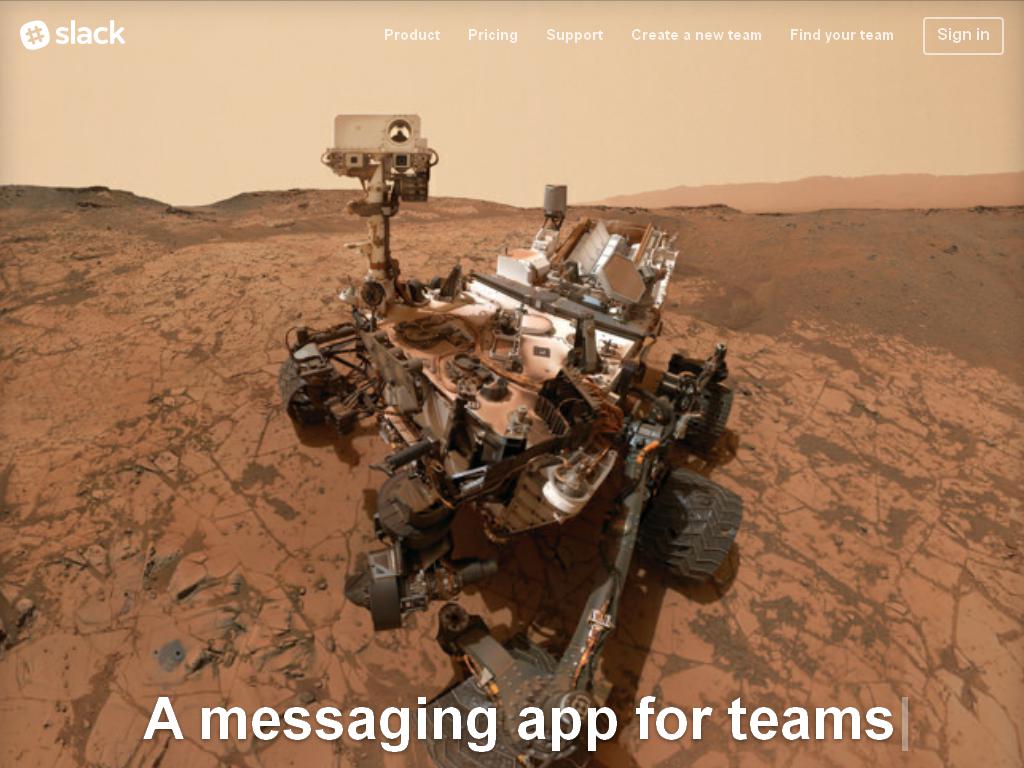 slack
Product
Pricing
Support
Create a new team
Find your team
Sign in
A messaging app for teams